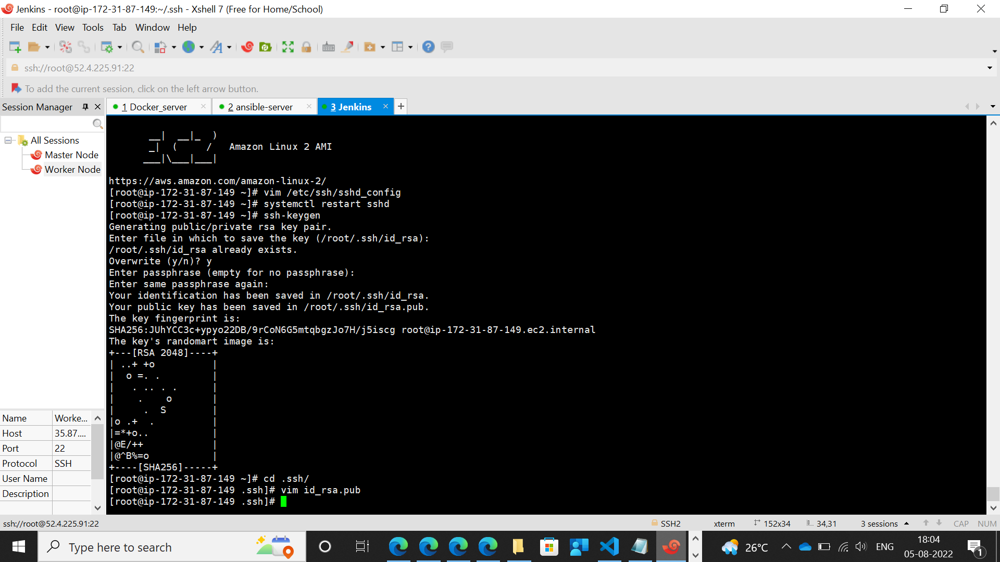 Jenkins - root@ip-172-31-87-149:~/.ssh - Xshell 7 (Free for Home/School)
File Edit View Tools Tab Window Help
ssh://root@52.4.225.91:22
To add the current session, click on the left arrow button.
Session Manager
1 Docker_server
2 ansible-server
3 Jenkins
All Sessions
Master Node
Worker Node
Name Worke...
Host 35.87....
Port 22
Protocol SSH
User Name
Description
       __|  __|_  )
       _|  (     /   Amazon Linux 2 AMI
      ___|\___|___|
https://aws.amazon.com/amazon-linux-2/
[root@ip-172-31-87-149 ~]# vim /etc/ssh/sshd_config
[root@ip-172-31-87-149 ~]# systemctl restart sshd
[root@ip-172-31-87-149 ~]# ssh-keygen
Generating public/private rsa key pair.
Enter file in which to save the key (/root/.ssh/id_rsa):
/root/.ssh/id_rsa already exists.
Overwrite (y/n)? y
Enter passphrase (empty for no passphrase):
Enter same passphrase again:
Your identification has been saved in /root/.ssh/id_rsa.
Your public key has been saved in /root/.ssh/id_rsa.pub.
The key fingerprint is:
SHA256:JUhYCC3c+ypyo22DB/9rCoN6G5mtqbgzJo7H/j5iscg root@ip-172-31-87-149.ec2.internal
The key's randomart image is:
+---[RSA 2048]----+
| ..+ +o          |
|  o =. .         |
|   . .. . .      |
|    .    o       |
|     .  S        |
|o .+  .          |
|=*+o..           |
|@E/++            |
|@^B%=o           |
+----[SHA256]-----+
[root@ip-172-31-87-149 ~]# cd .ssh/
[root@ip-172-31-87-149 .ssh]# vim id_rsa.pub
[root@ip-172-31-87-149 .ssh]#
ssh://root@52.4.225.91:22 SSH2 xterm 152x34 34,31 3 sessions CAP NUM
Type here to search
26°C
ENG
18:04
05-08-2022
1